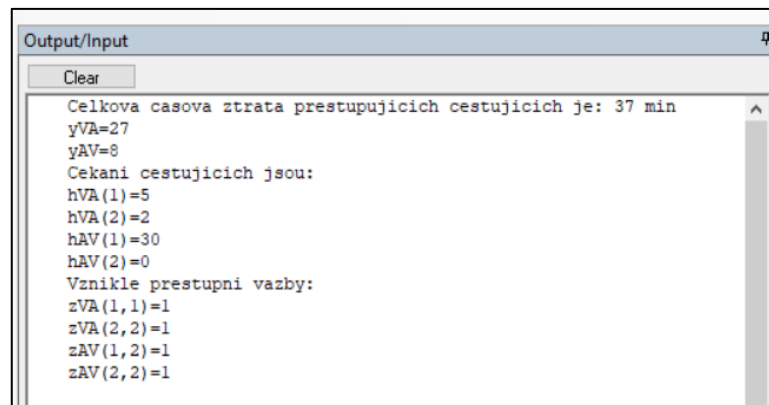 Output/Input
Clear
Celkova casova ztrata prestupujicich cestujicich je: 37 min
yVA=27
yAV=8
Cekani cestujicich jsou:
hVA(1)=5
hVA(2)=2
hAV(1)=30
hAV(2)=0
Vznikle prestupni vazby:
zVA(1,1)=1
zVA(2,2)=1
zAV(1,2)=1
zAV(2,2)=1